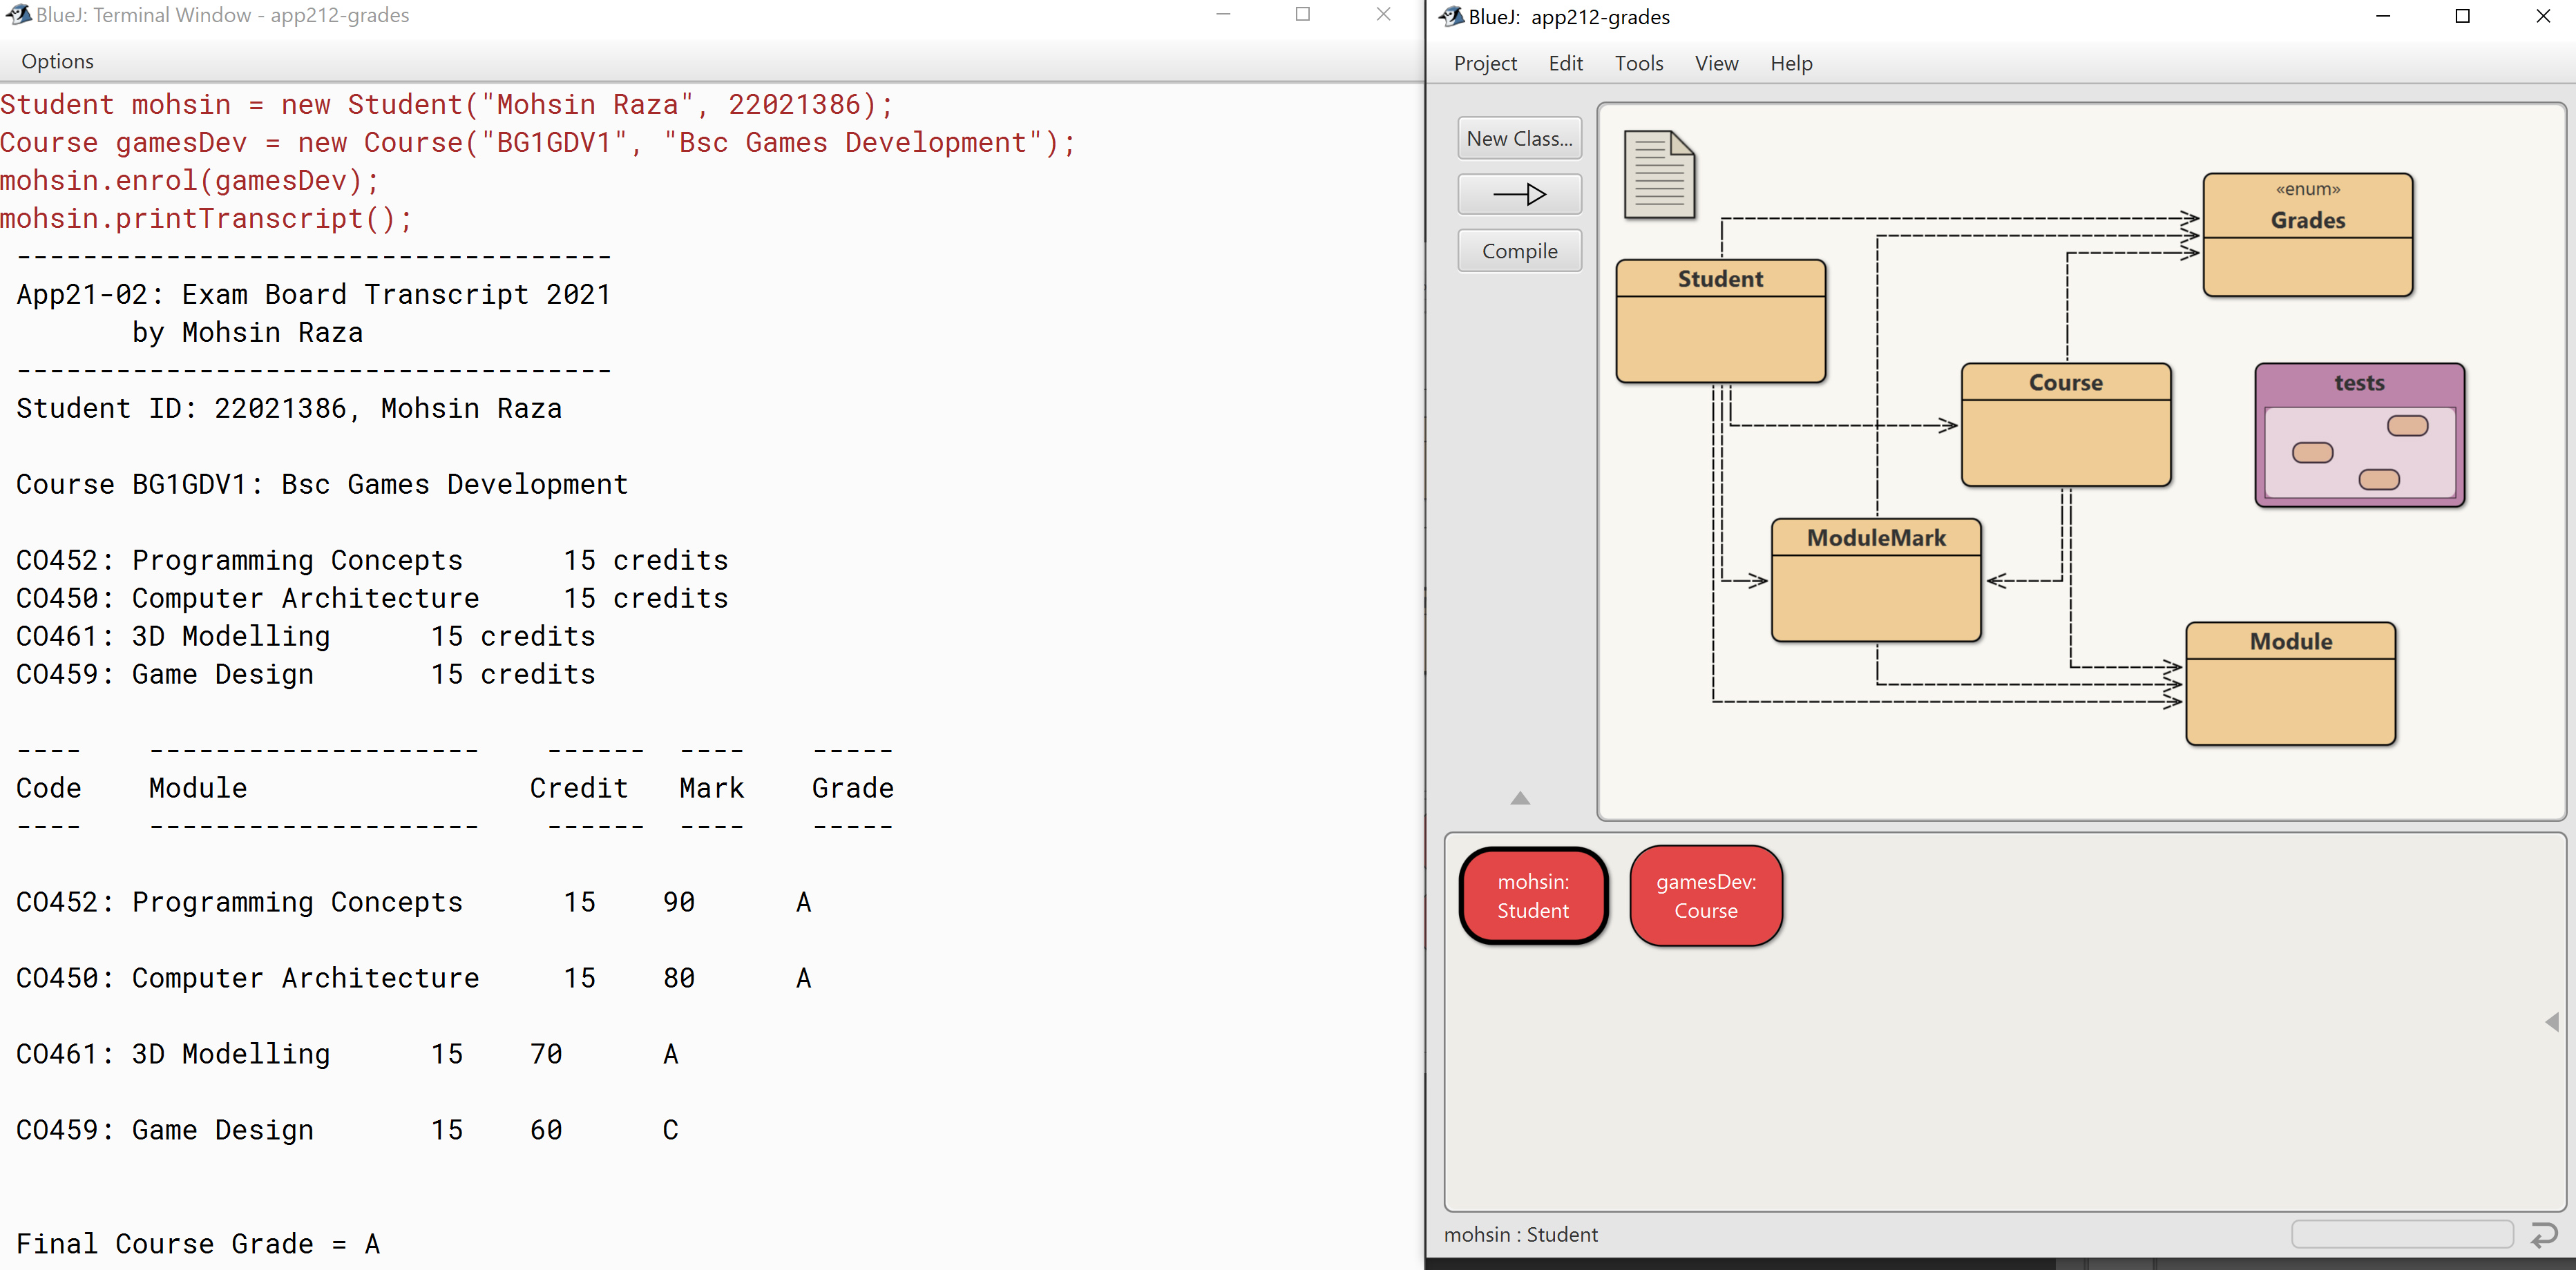 BlueJ: Terminal Window - app212-grades
Options
Student mohsin = new Student("Mohsin Raza", 22021386);
Course gamesDev = new Course("BG1GDV1", "Bsc Games Development");
mohsin.enrol(gamesDev);
mohsin.printTranscript();
------------------------------------
App21-02: Exam Board Transcript 2021
by Mohsin Raza
------------------------------------
Student ID: 22021386, Mohsin Raza
Course BG1GDV1: Bsc Games Development
CO452: Programming Concepts 15 credits
CO450: Computer Architecture 15 credits
CO461: 3D Modelling 15 credits
CO459: Game Design 15 credits
---- -------------------- ------ ---- -----
Code Module Credit Mark Grade
---- -------------------- ------ ---- -----
CO452: Programming Concepts 15 90 A
CO450: Computer Architecture 15 80 A
CO461: 3D Modelling 15 70 A
CO459: Game Design 15 60 C
Final Course Grade = A
BlueJ: app212-grades
Project Edit Tools View Help
New Class...
Compile
«enum»
Grades
Student
Course
tests
ModuleMark
Module
mohsin:
Student
gamesDev:
Course
mohsin : Student